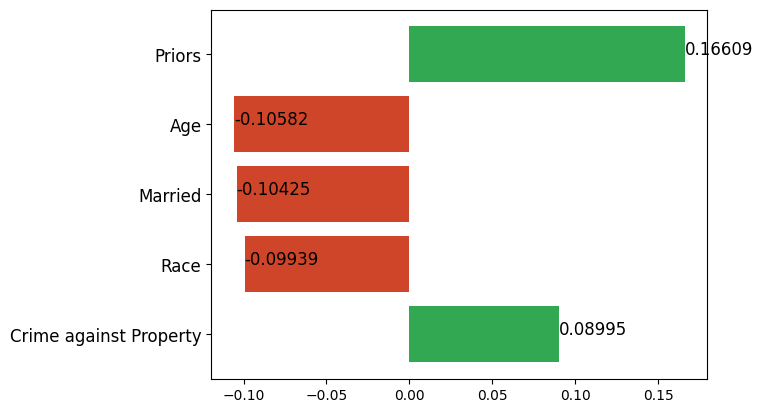 Priors 0.16609
Age -0.10582
Married -0.10425
Race -0.09939
Crime against Property 0.08995
−0.10 −0.05 0.00 0.05 0.10 0.15